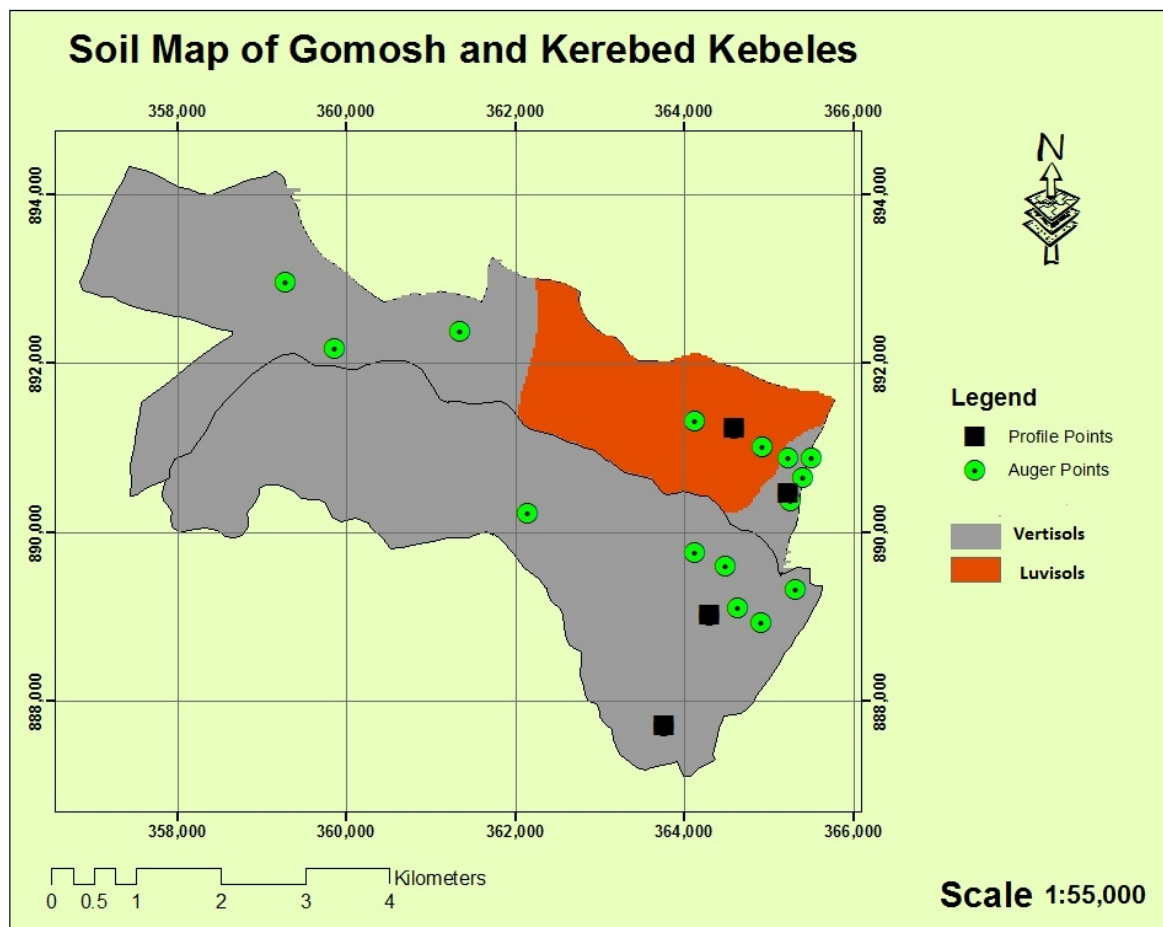 Soil Map of Gomosh and Kerebed Kebeles
358,000 360,000 362,000 364,000 366,000
N
894,000 894,000
892,000 892,000
890,000 890,000
888,000 888,000
Legend
Profile Points
Auger Points
Vertisols
Luvisols
358,000 360,000 362,000 364,000 366,000
Kilometers
0 0.5 1 2 3 4
Scale 1:55,000